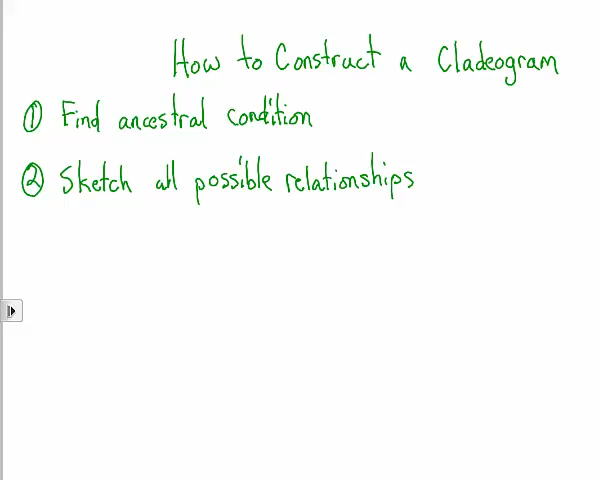 How to Construct a Cladeogram
① Find ancestral condition
② Sketch all possible relationships